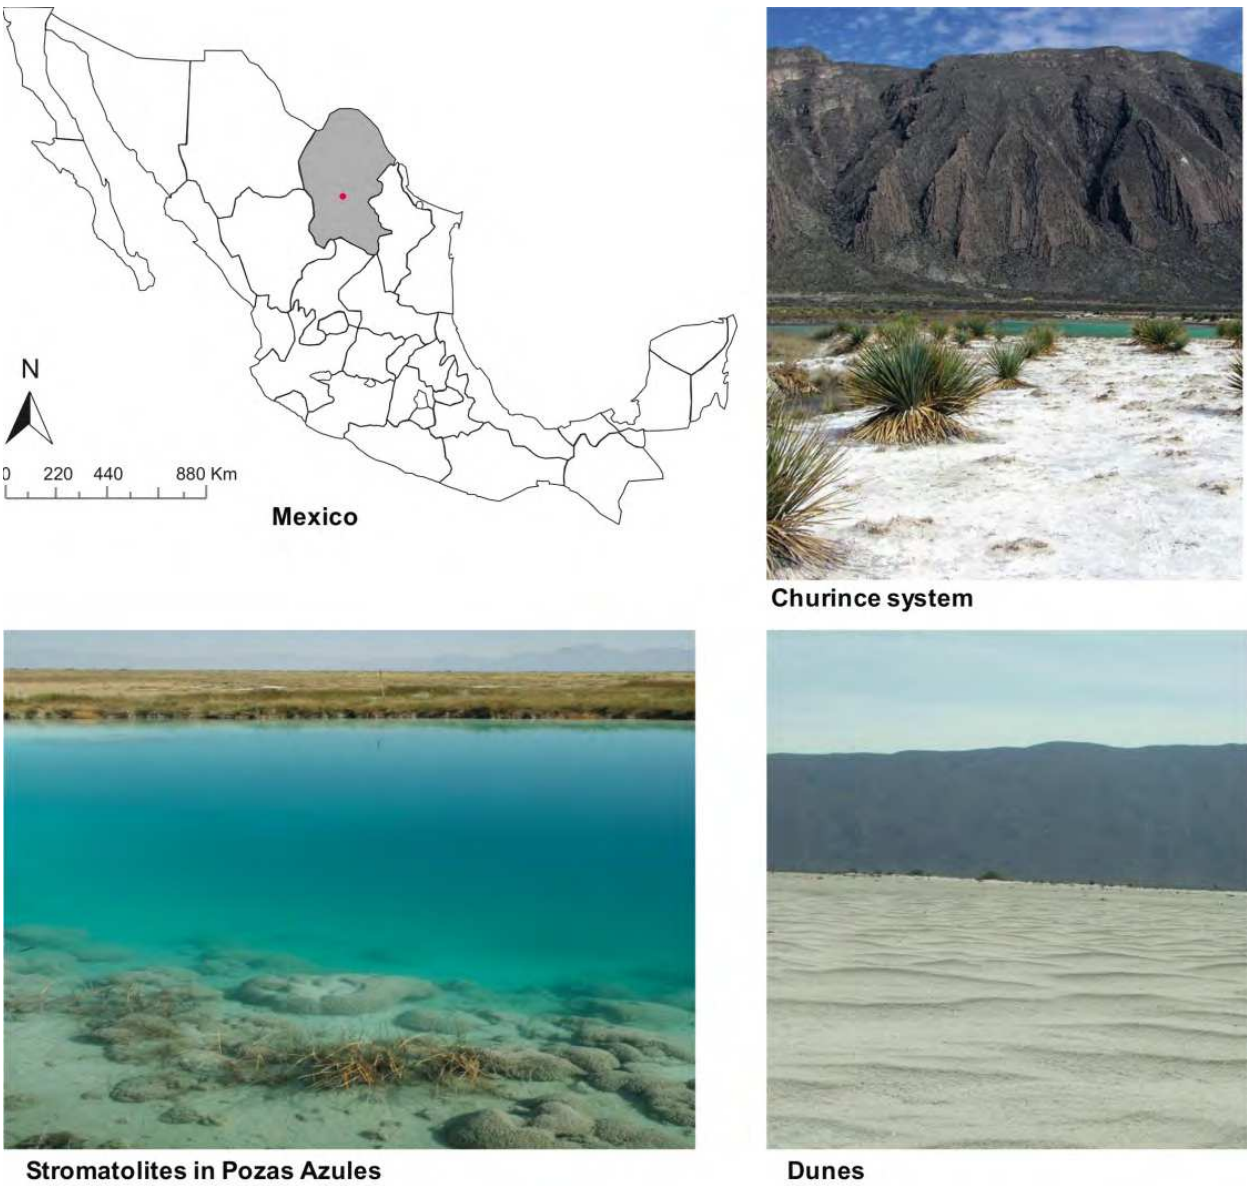 N
0 220 440 880 Km
Mexico
Churince system
Stromatolites in Pozas Azules
Dunes